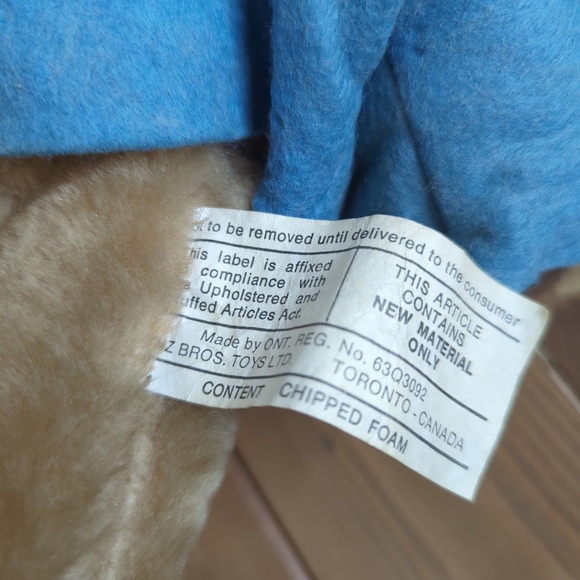 to be removed until delivered to the consumer
his label is affixed
compliance with
Upholstered and
uffed Articles Act.
THIS ARTICLE
CONTAINS
NEW MATERIAL
ONLY
Made by ONT. REG. No. 63Q3092
Z BROS. TOYS LTD. TORONTO-CANADA
CONTENT CHIPPED FOAM